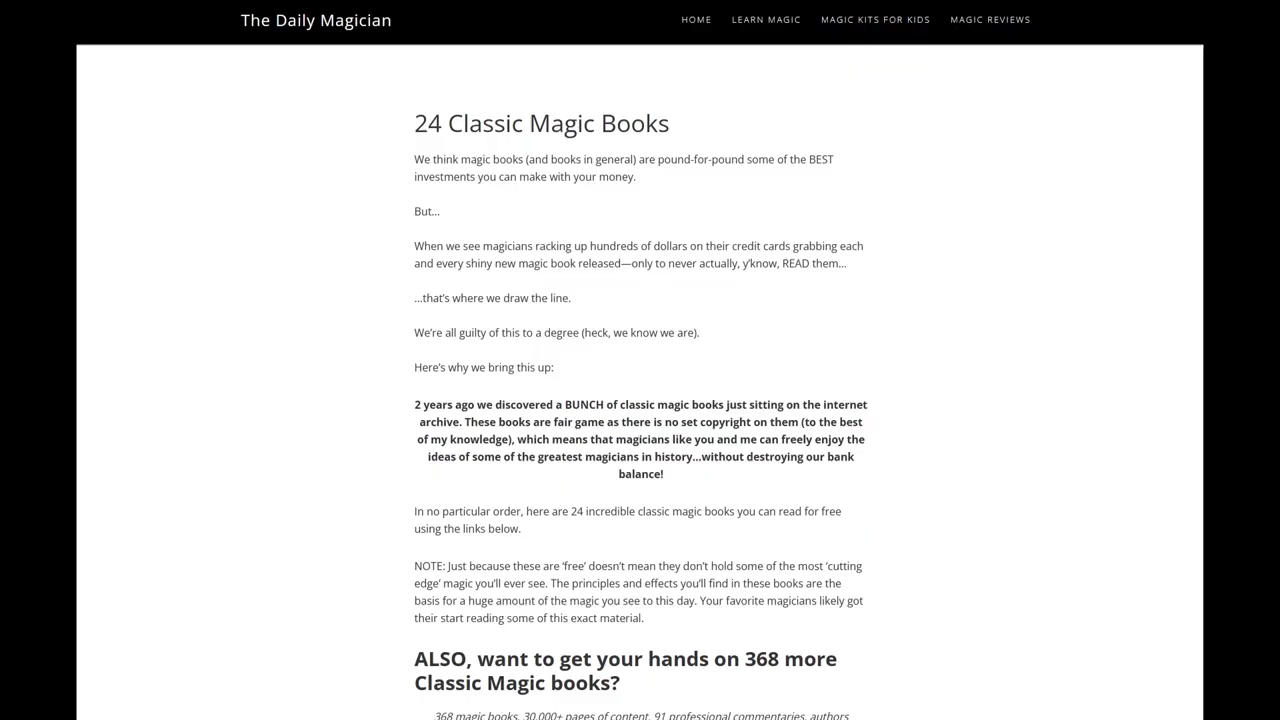 The Daily Magician
HOME LEARN MAGIC MAGIC KITS FOR KIDS MAGIC REVIEWS
24 Classic Magic Books
We think magic books (and books in general) are pound-for-pound some of the BEST
investments you can make with your money.
But…
When we see magicians racking up hundreds of dollars on their credit cards grabbing each
and every shiny new magic book released—only to never actually, y’know, READ them…
…that’s where we draw the line.
We’re all guilty of this to a degree (heck, we know we are).
Here’s why we bring this up:
2 years ago we discovered a BUNCH of classic magic books just sitting on the internet
archive. These books are fair game as there is no set copyright on them (to the best
of my knowledge), which means that magicians like you and me can freely enjoy the
ideas of some of the greatest magicians in history…without destroying our bank
balance!
In no particular order, here are 24 incredible classic magic books you can read for free
using the links below.
NOTE: Just because these are ‘free’ doesn’t mean they don’t hold some of the most ‘cutting
edge’ magic you’ll ever see. The principles and effects you’ll find in these books are the
basis for a huge amount of the magic you see to this day. Your favorite magicians likely got
their start reading some of this exact material.
ALSO, want to get your hands on 368 more
Classic Magic books?
368 magic books, 30,000+ pages of content, 91 professional commentaries, authors